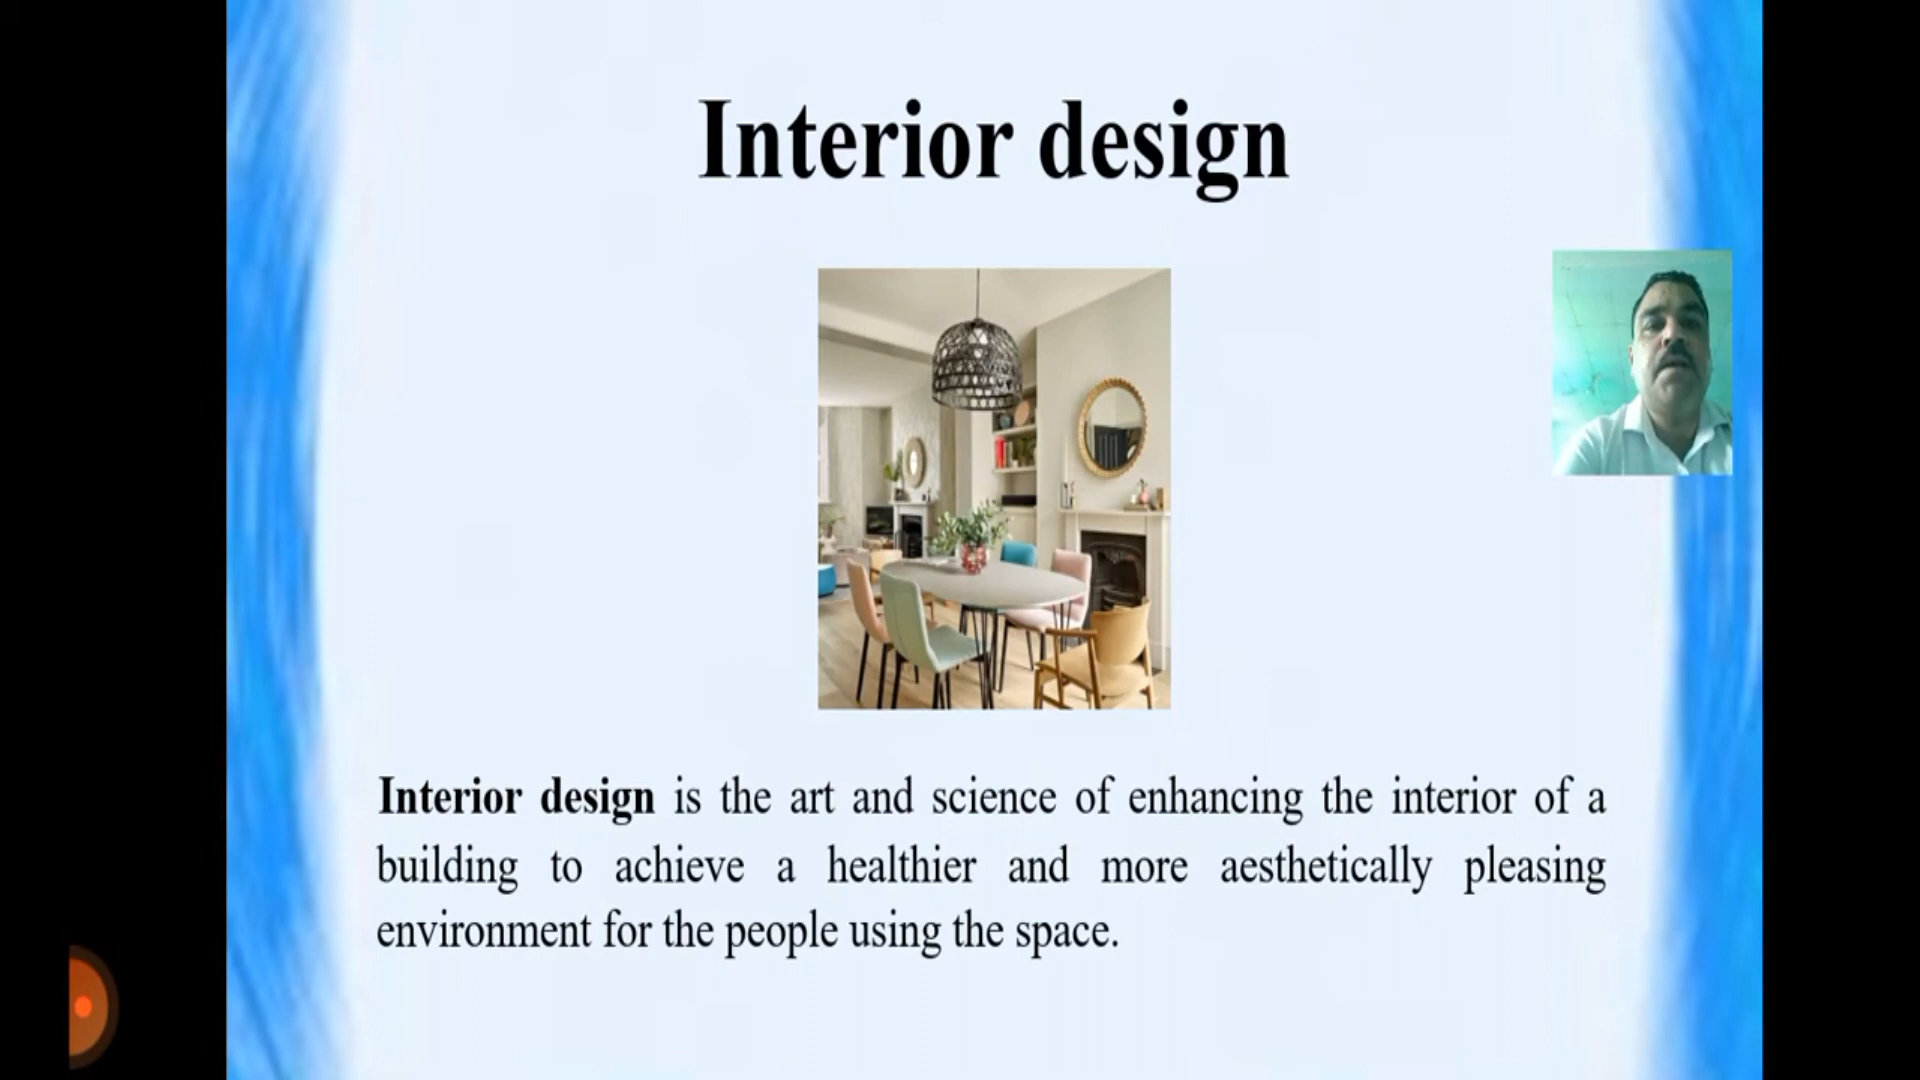 Interior design
Interior design is the art and science of enhancing the interior of a
building to achieve a healthier and more aesthetically pleasing
environment for the people using the space.